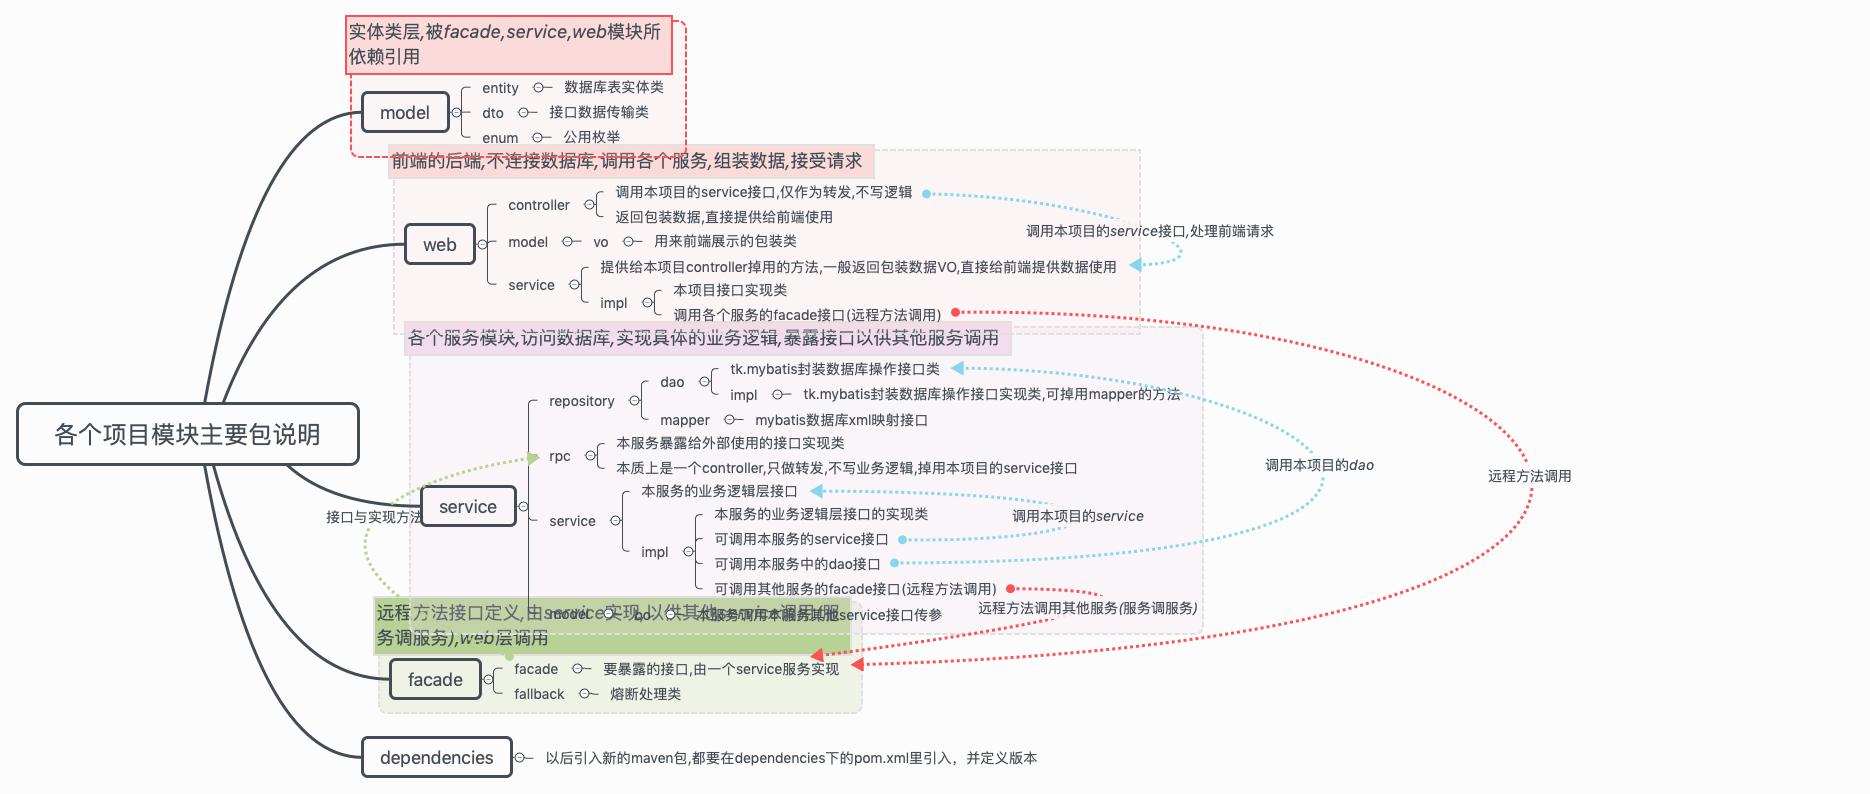 实体类层,被facade,service,web模块所
依赖引用
model
entity
数据库表实体类
dto
接口数据传输类
enum
公用枚举
前端的后端,不连接数据库,调用各个服务,组装数据,接受请求
web
controller
调用本项目的service接口,仅作为转发,不写逻辑
返回包装数据,直接提供给前端使用
model
vo
用来前端展示的包装类
service
提供给本项目controller掉用的方法,一般返回包装数据VO,直接给前端提供数据使用
impl
本项目接口实现类
调用各个服务的facade接口(远程方法调用)
调用本项目的service接口,处理前端请求
各个服务模块,访问数据库,实现具体的业务逻辑,暴露接口以供其他服务调用
各个项目模块主要包说明
service
repository
dao
tk.mybatis封装数据库操作接口类
impl
tk.mybatis封装数据库操作接口实现类,可掉用mapper的方法
mapper
mybatis数据库xml映射接口
rpc
本服务暴露给外部使用的接口实现类
本质上是一个controller,只做转发,不写业务逻辑,掉用本项目的service接口
service
本服务的业务逻辑层接口
impl
本服务的业务逻辑层接口的实现类
可调用本服务的service接口
可调用本服务中的dao接口
可调用其他服务的facade接口(远程方法调用)
model
bo
本服务调用本服务其他service接口传参
调用本项目的dao
远程方法调用
调用本项目的service
接口与实现方法
远程方法调用其他服务(服务调服务)
远程方法接口定义,由service实现,以供其他service调用(服
务调服务),web层调用
facade
facade
要暴露的接口,由一个service服务实现
fallback
熔断处理类
dependencies
以后引入新的maven包,都要在dependencies下的pom.xml里引入，并定义版本